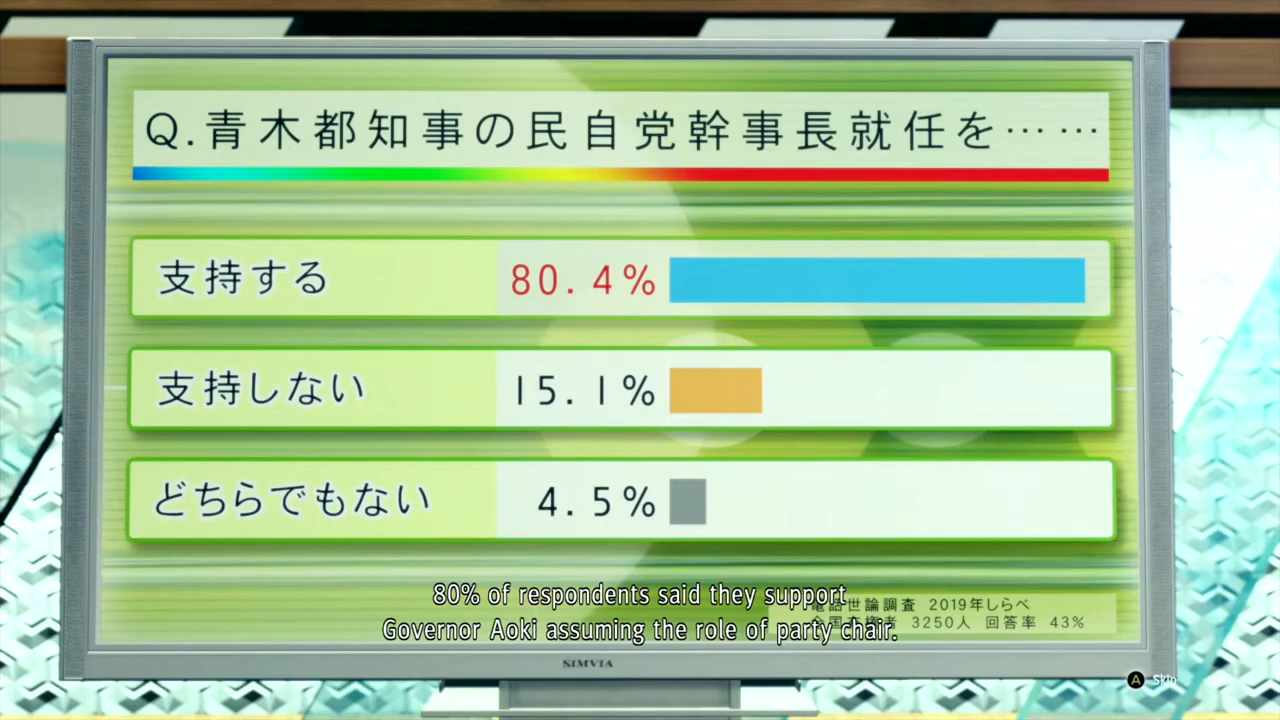 Q.青木都知事の民自党幹事長就任を……
支持する 80.4%
支持しない 15.1%
どちらでもない 4.5%
80% of respondents said they support
電話世論調査 2019年しらべ
Governor Aoki assuming the role of party chair.
3250人 回答率 43%
SIMVIA
A Skip